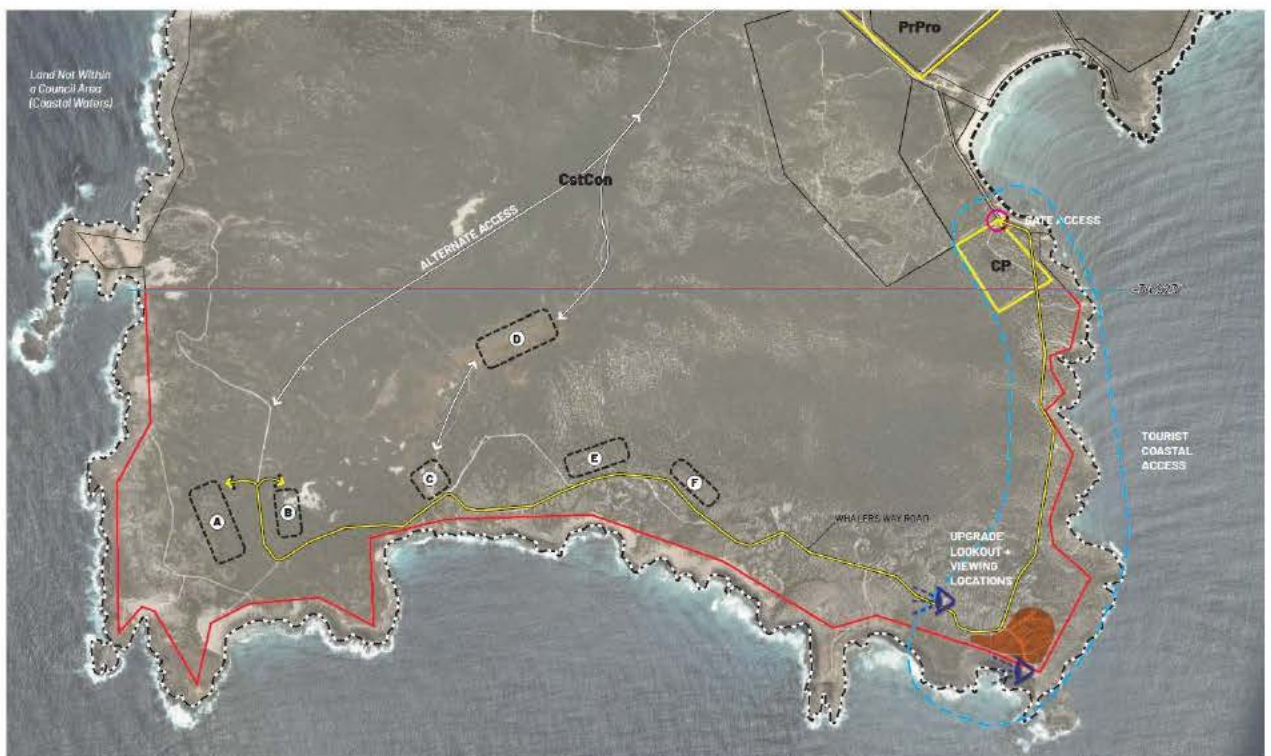 PrPro
Land Not Within
a Council Area
(Coastal Waters)
CstCon
ALTERNATE ACCESS
GATE ACCESS
CP
D
TOURIST
COASTAL
ACCESS
C
E
F
A
B
WHALERS WAY ROAD
UPGRADE
LOOKOUT +
VIEWING
LOCATIONS